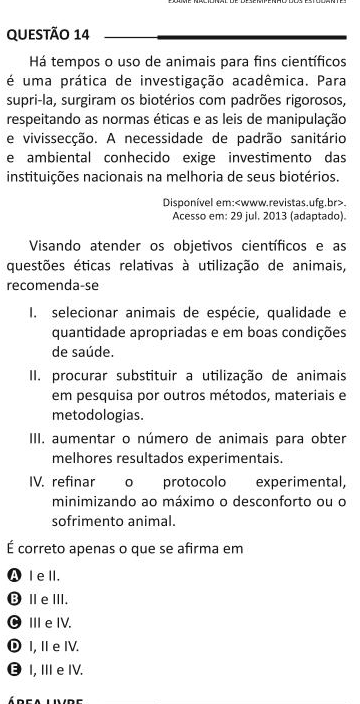 EXAME NACIONAL DE DESEMPENHO DOS ESTUDANTES
QUESTÃO 14
Há tempos o uso de animais para fins científicos
é uma prática de investigação acadêmica. Para
supri-la, surgiram os biotérios com padrões rigorosos,
respeitando as normas éticas e as leis de manipulação
e vivissecção. A necessidade de padrão sanitário
e ambiental conhecido exige investimento das
instituições nacionais na melhoria de seus biotérios.
Disponível em:<www.revistas.ufg.br>.
Acesso em: 29 jul. 2013 (adaptado).
Visando atender os objetivos científicos e as
questões éticas relativas à utilização de animais,
recomenda-se
I. selecionar animais de espécie, qualidade e
quantidade apropriadas e em boas condições
de saúde.
II. procurar substituir a utilização de animais
em pesquisa por outros métodos, materiais e
metodologias.
III. aumentar o número de animais para obter
melhores resultados experimentais.
IV. refinar o protocolo experimental,
minimizando ao máximo o desconforto ou o
sofrimento animal.
É correto apenas o que se afirma em
A I e II.
B II e III.
C III e IV.
D I, II e IV.
E I, III e IV.
ÁREA LIVRE